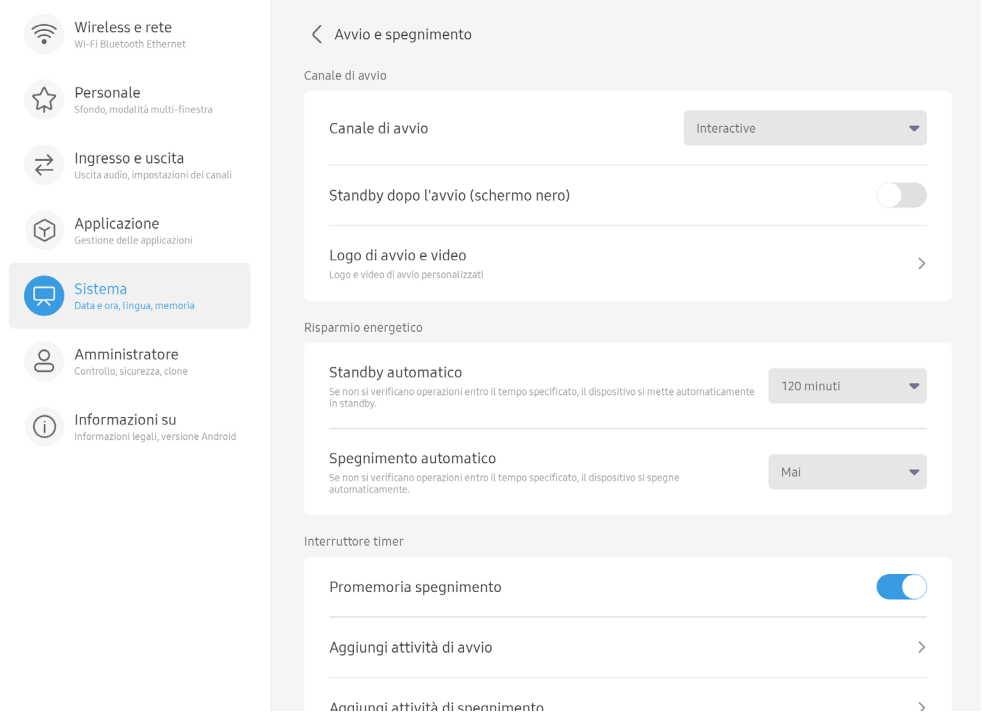 Wireless e rete
Wi-Fi Bluetooth Ethernet
Personale
Sfondo, modalità multi-finestra
Ingresso e uscita
Uscita audio, impostazioni dei canali
Applicazione
Gestione delle applicazioni
Sistema
Data e ora, lingua, memoria
Amministratore
Controllo, sicurezza, clone
Informazioni su
Informazioni legali, versione Android
Avvio e spegnimento
Canale di avvio
Canale di avvio
Interactive
Standby dopo l'avvio (schermo nero)
Logo di avvio e video
Logo e video di avvio personalizzati
Risparmio energetico
Standby automatico
Se non si verificano operazioni entro il tempo specificato, il dispositivo si mette automaticamente
in standby.
120 minuti
Spegnimento automatico
Se non si verificano operazioni entro il tempo specificato, il dispositivo si spegne
automaticamente.
Mai
Interruttore timer
Promemoria spegnimento
Aggiungi attività di avvio
Aggiungi attività di spegnimento